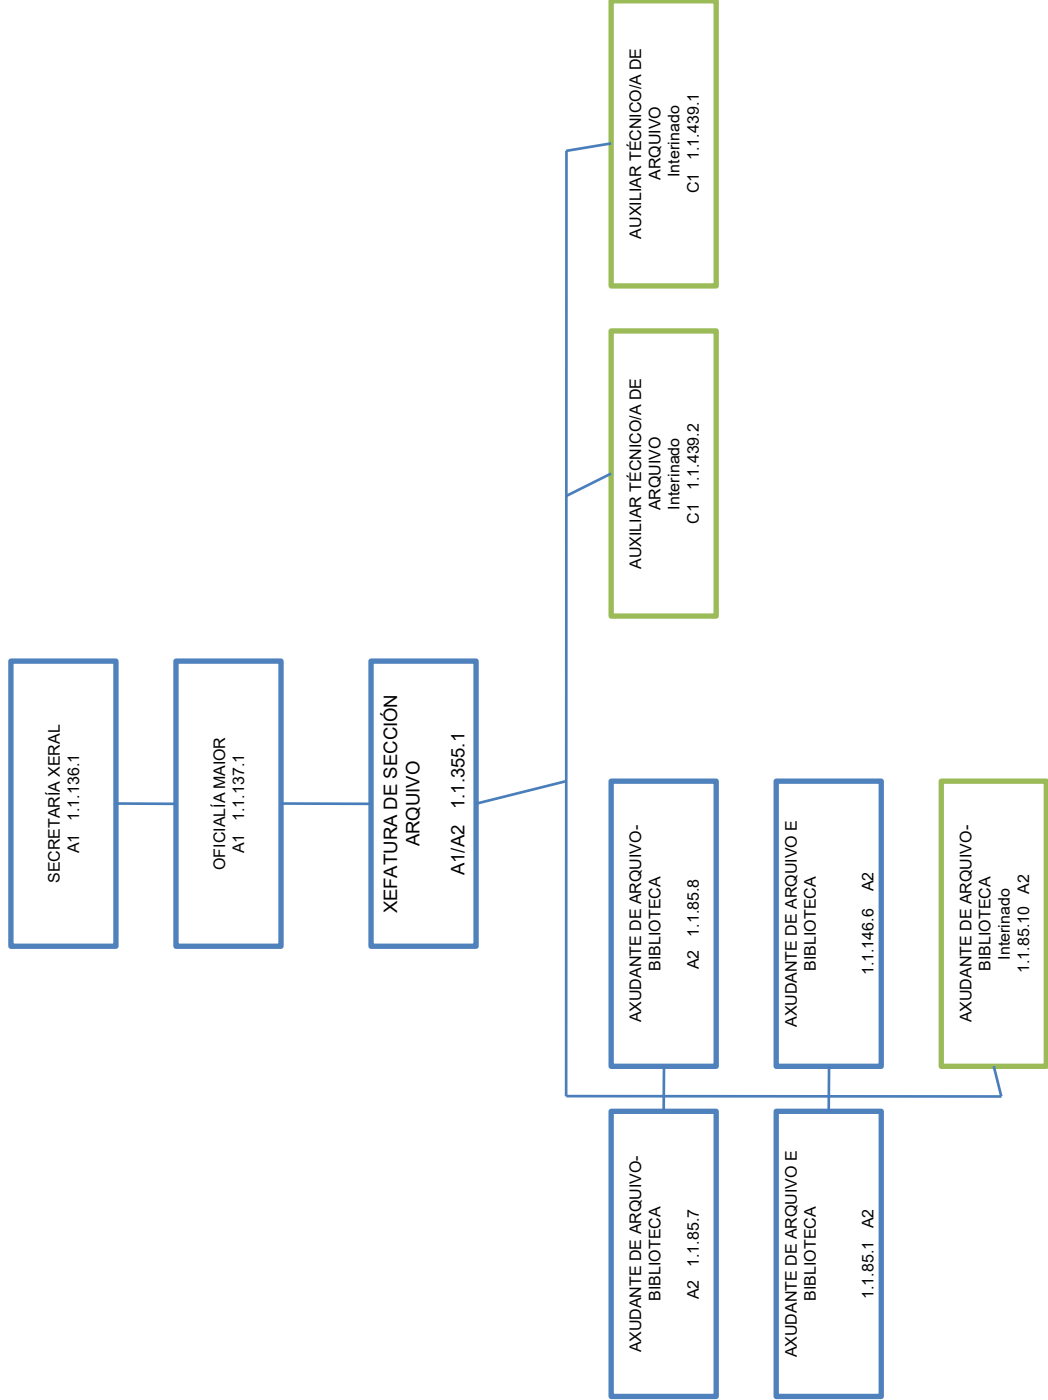 SECRETARÍA XERAL
A1 1.1.136.1
OFICIALÍA MAIOR
A1 1.1.137.1
XEFATURA DE SECCIÓN
ARQUIVO
A1/A2 1.1.355.1
AXUDANTE DE ARQUIVO-
BIBLIOTECA
A2 1.1.85.7
AXUDANTE DE ARQUIVO-
BIBLIOTECA
A2 1.1.85.8
AUXILIAR TÉCNICO/A DE
ARQUIVO
Interinado
C1 1.1.439.2
AUXILIAR TÉCNICO/A DE
ARQUIVO
Interinado
C1 1.1.439.1
AXUDANTE DE ARQUIVO E
BIBLIOTECA
1.1.85.1 A2
AXUDANTE DE ARQUIVO E
BIBLIOTECA
1.1.146.6 A2
AXUDANTE DE ARQUIVO-
BIBLIOTECA
Interinado
1.1.85.10 A2